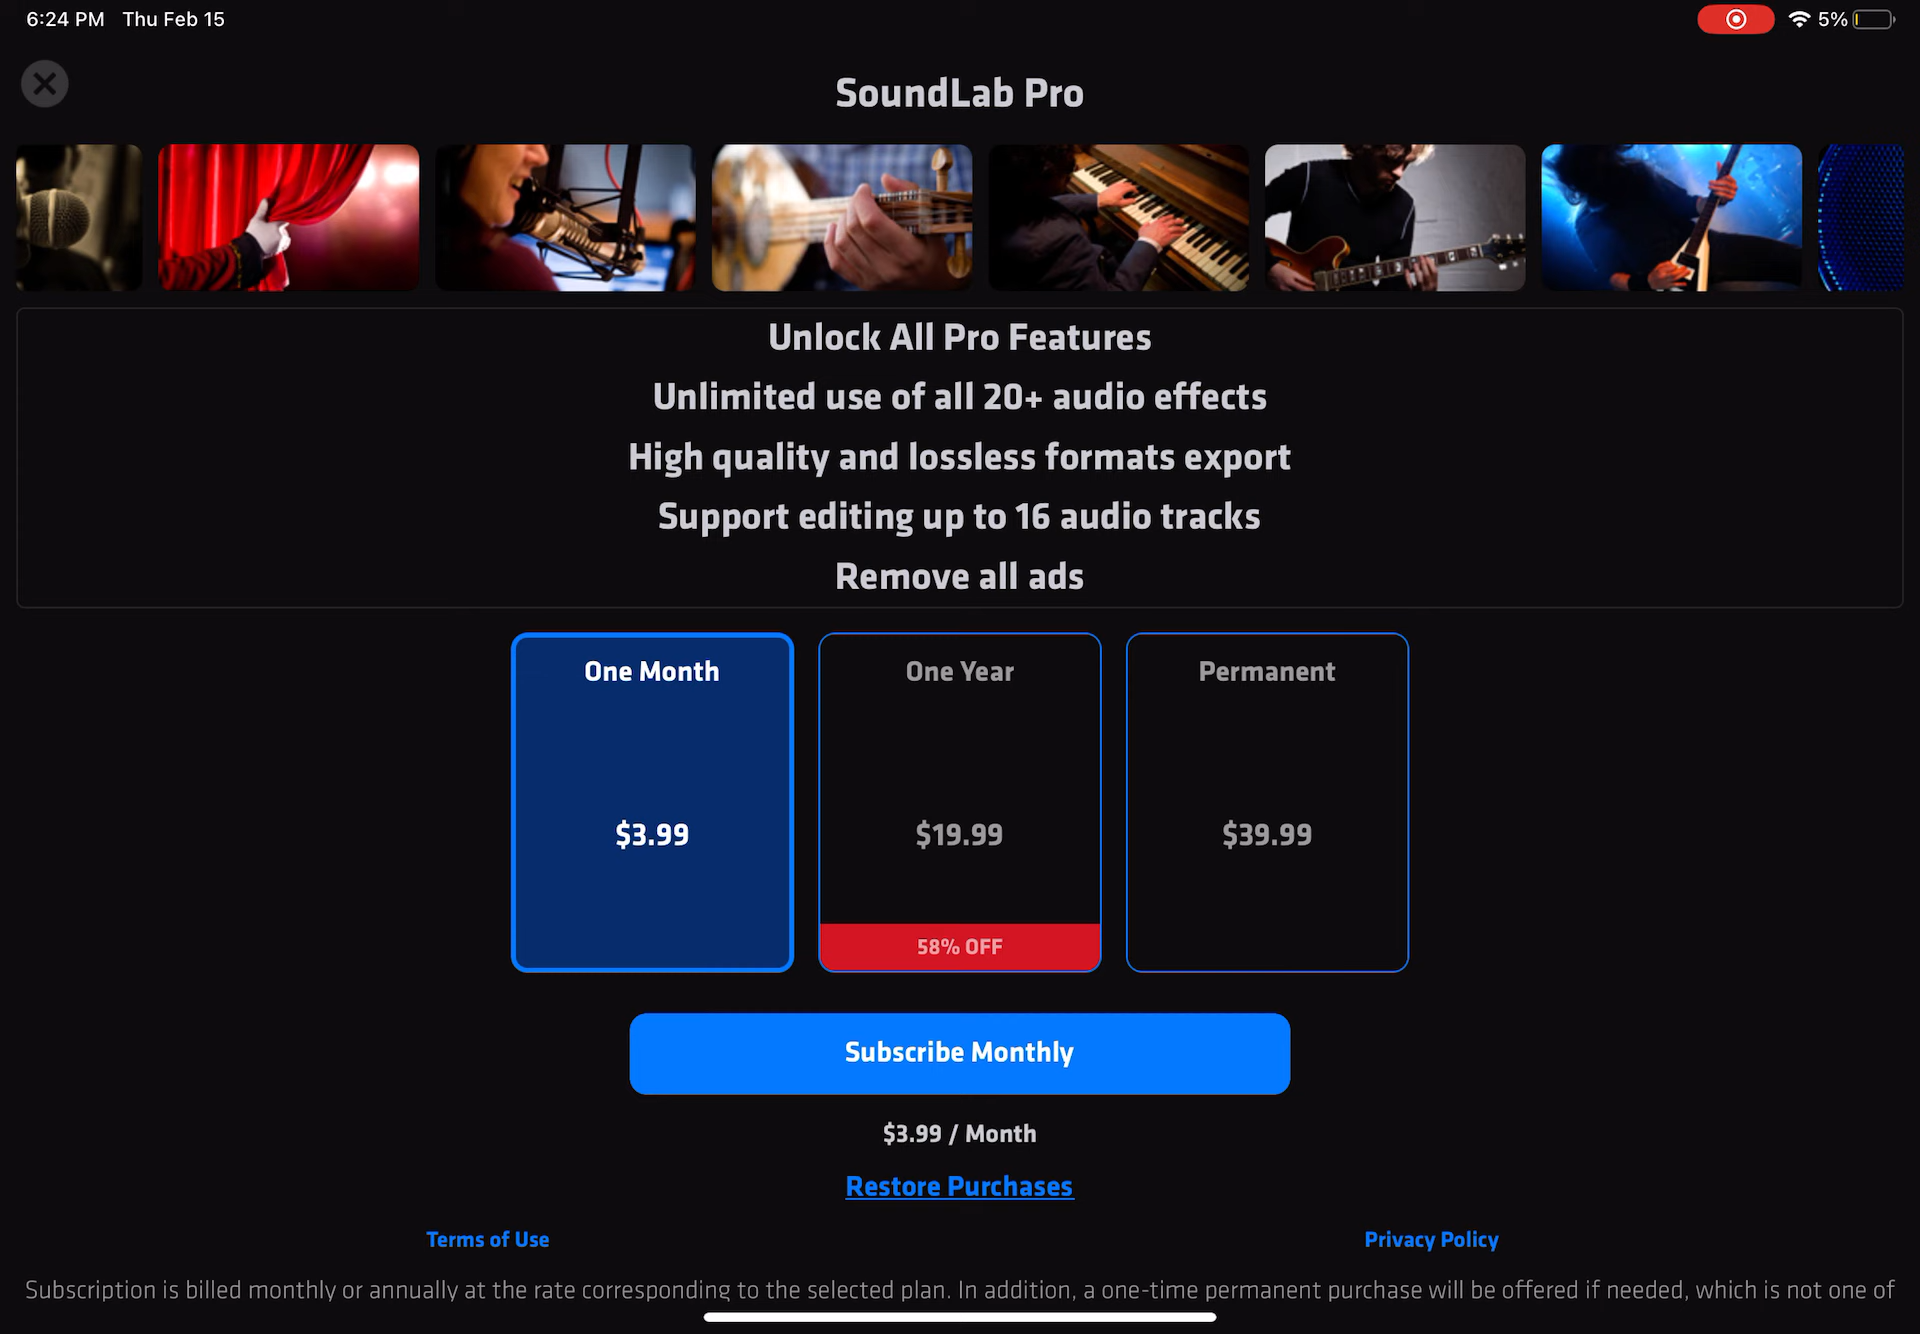 6:24 PM Thu Feb 15 5%
SoundLab Pro
Unlock All Pro Features
Unlimited use of all 20+ audio effects
High quality and lossless formats export
Support editing up to 16 audio tracks
Remove all ads
One Month
$3.99
One Year
$19.99
58% OFF
Permanent
$39.99
Subscribe Monthly
$3.99 / Month
Restore Purchases
Terms of Use
Privacy Policy
Subscription is billed monthly or annually at the rate corresponding to the selected plan. In addition, a one-time permanent purchase will be offered if needed, which is not one of